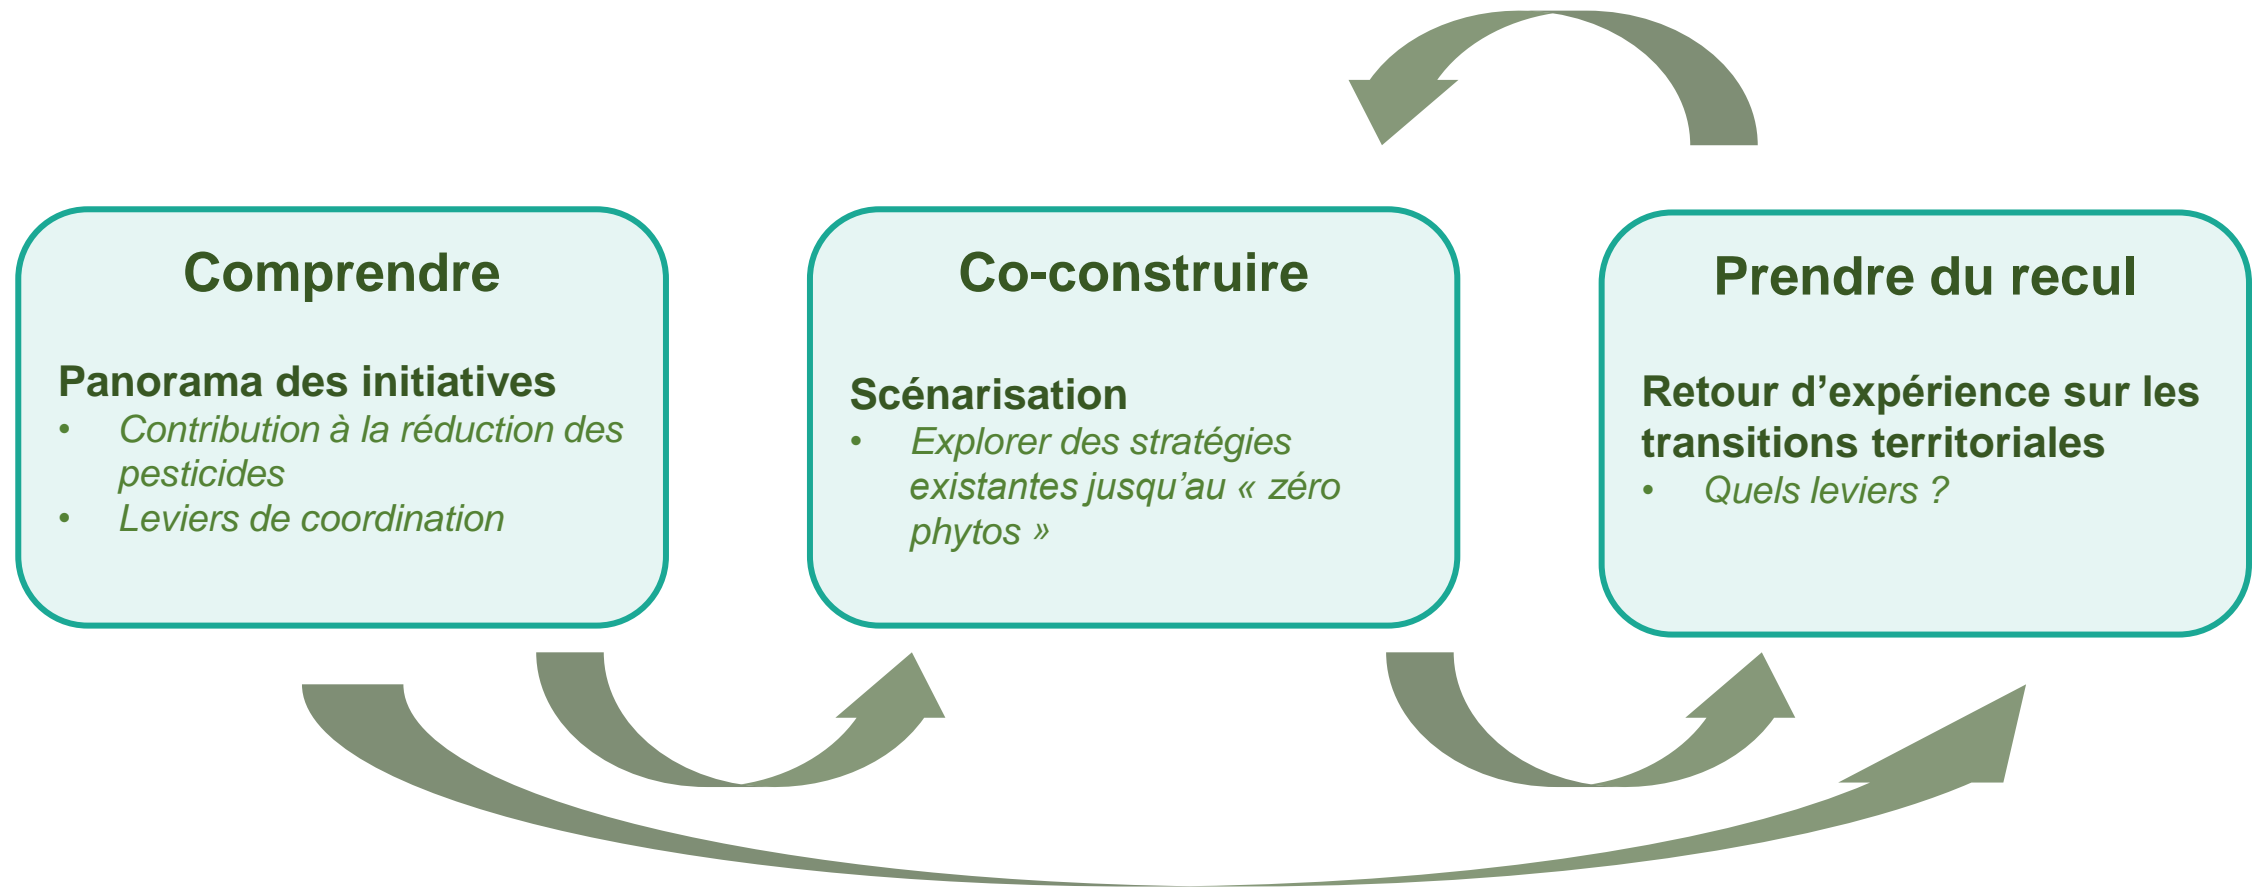 Comprendre
Panorama des initiatives
• Contribution à la réduction des
pesticides
• Leviers de coordination
Co-construire
Scénarisation
• Explorer des stratégies
existantes jusqu’au « zéro
phytos »
Prendre du recul
Retour d’expérience sur les
transitions territoriales
• Quels leviers ?